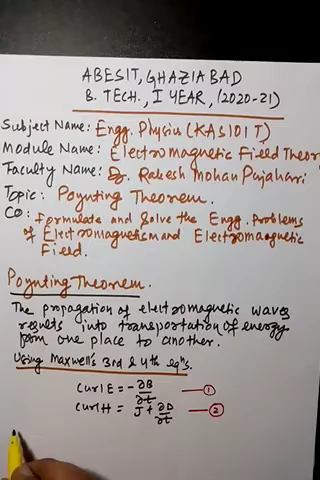 ABESIT, GHAZIABAD
B. TECH., I YEAR, (2020-21)
Subject Name: Engg. Physics (KAS101T)
Module Name: Electromagnetic Field Theory
Faculty Name: Dr. Rakesh Mohan Pujahari
Topic: Poynting Theorem.
CO: Formulate and Solve the Engg. Problems
of Electromagnetism and Electromagnetic
Field.
Poynting Theorem.
The propagation of electromagnetic waves
results into transportation of energy
form one place to another.
Using Maxwell's 3rd & 4th eqns.
Curl E = - ∂B/∂t — ①
Curl H = J + ∂D/∂t — ②